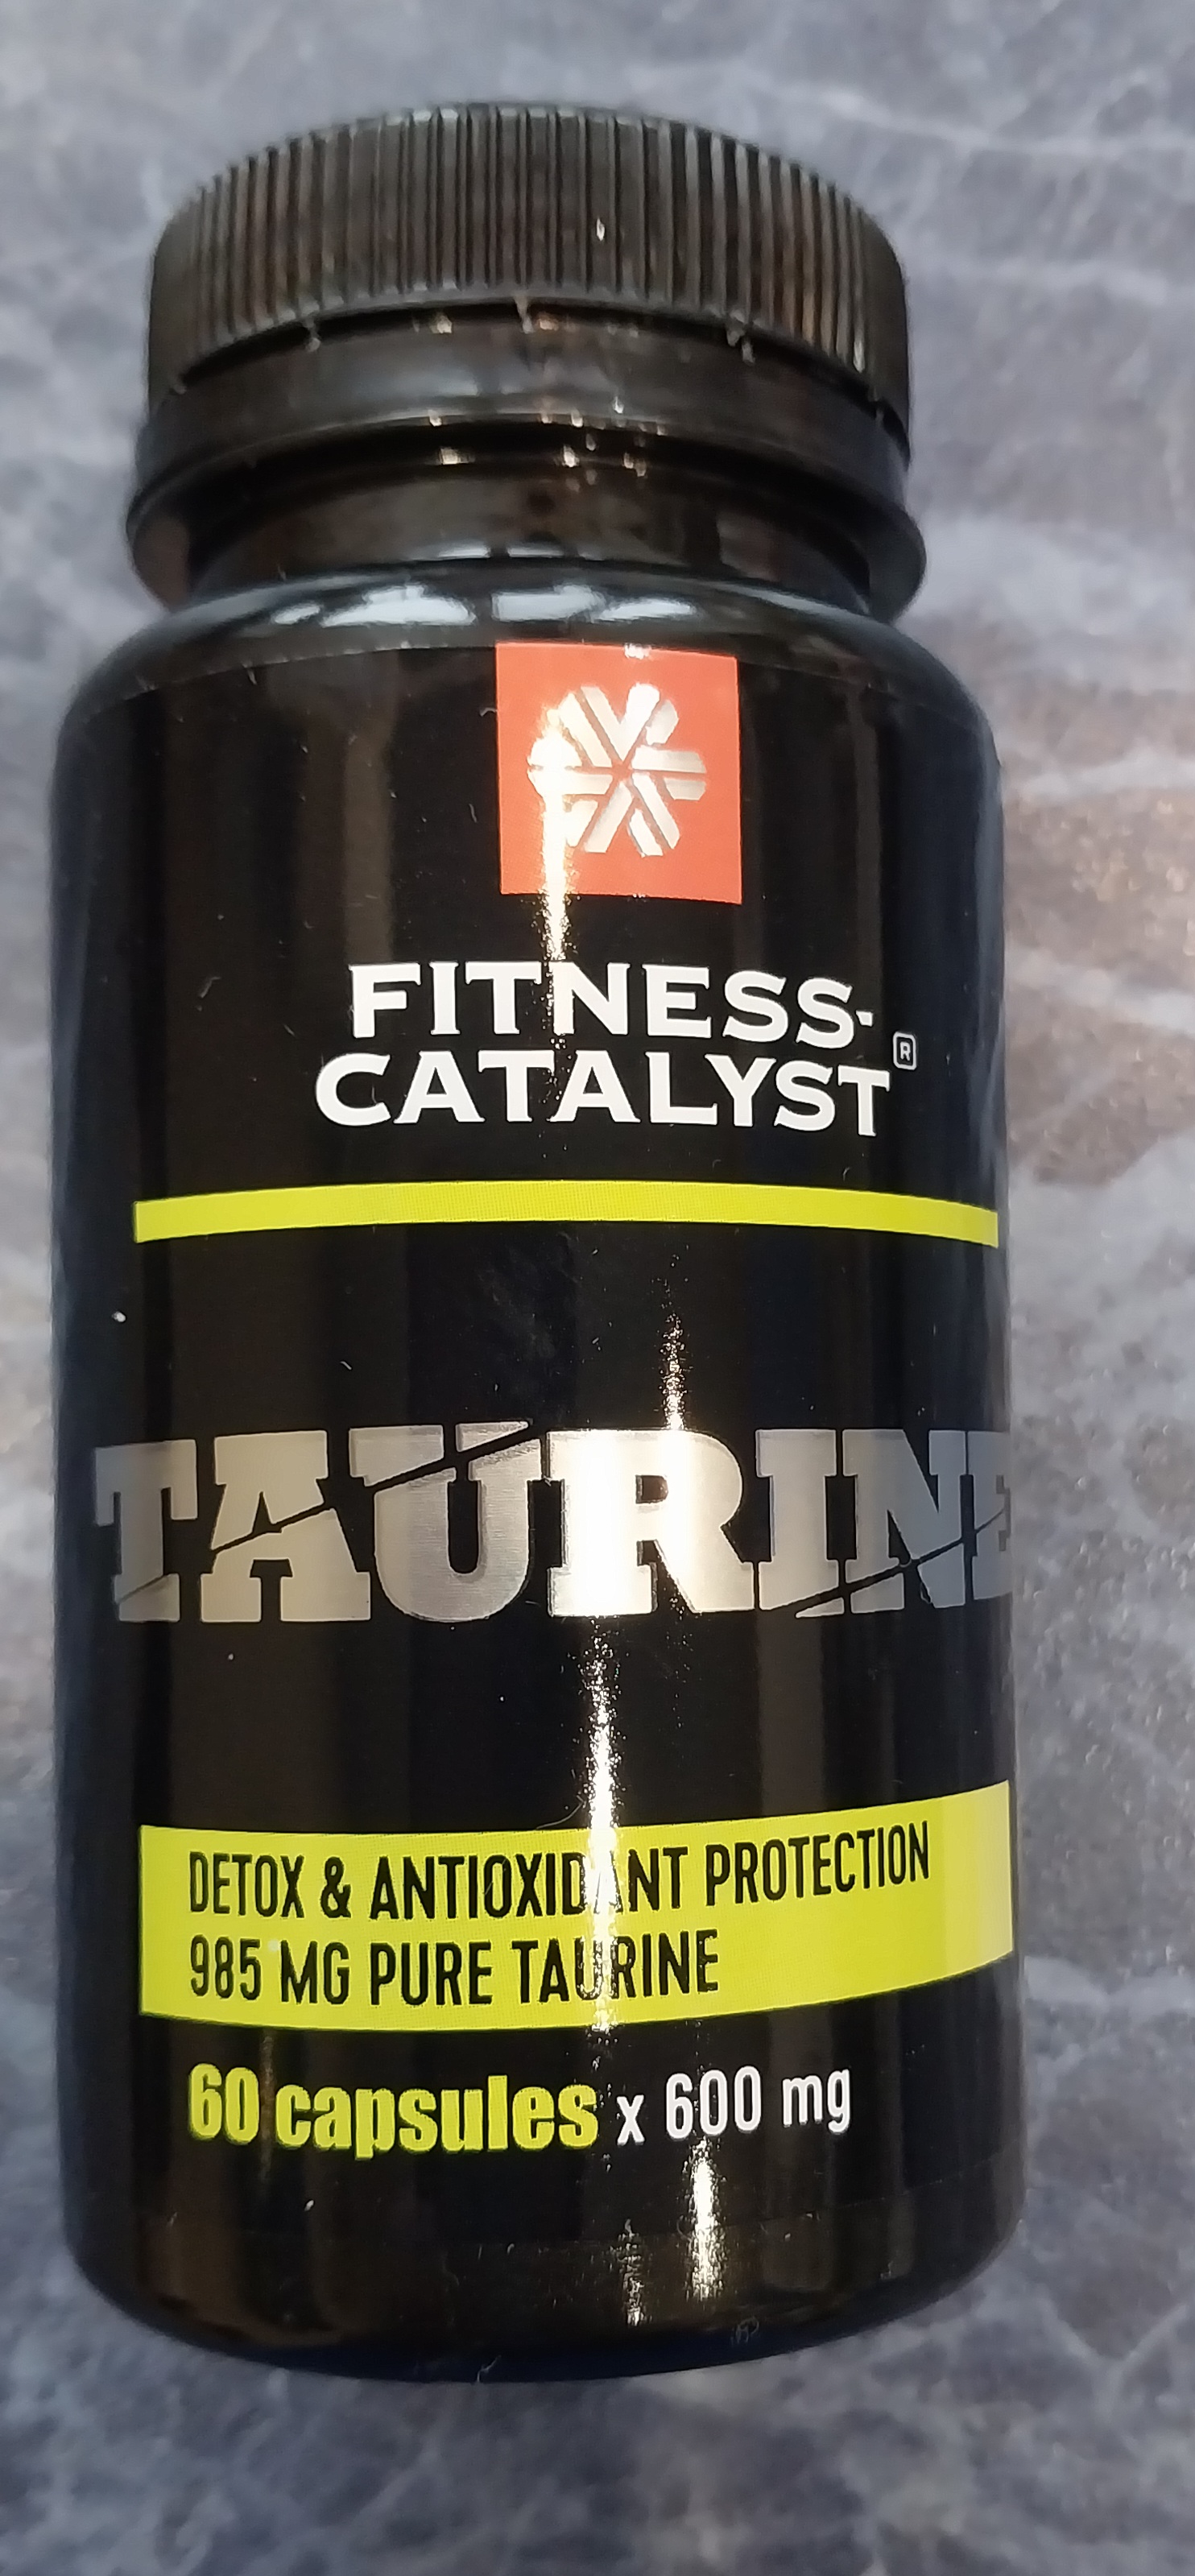 FITNESS-
CATALYST®
TAURINE
DETOX & ANTIOXIDANT PROTECTION
985 MG PURE TAURINE
60 capsules x 600 mg